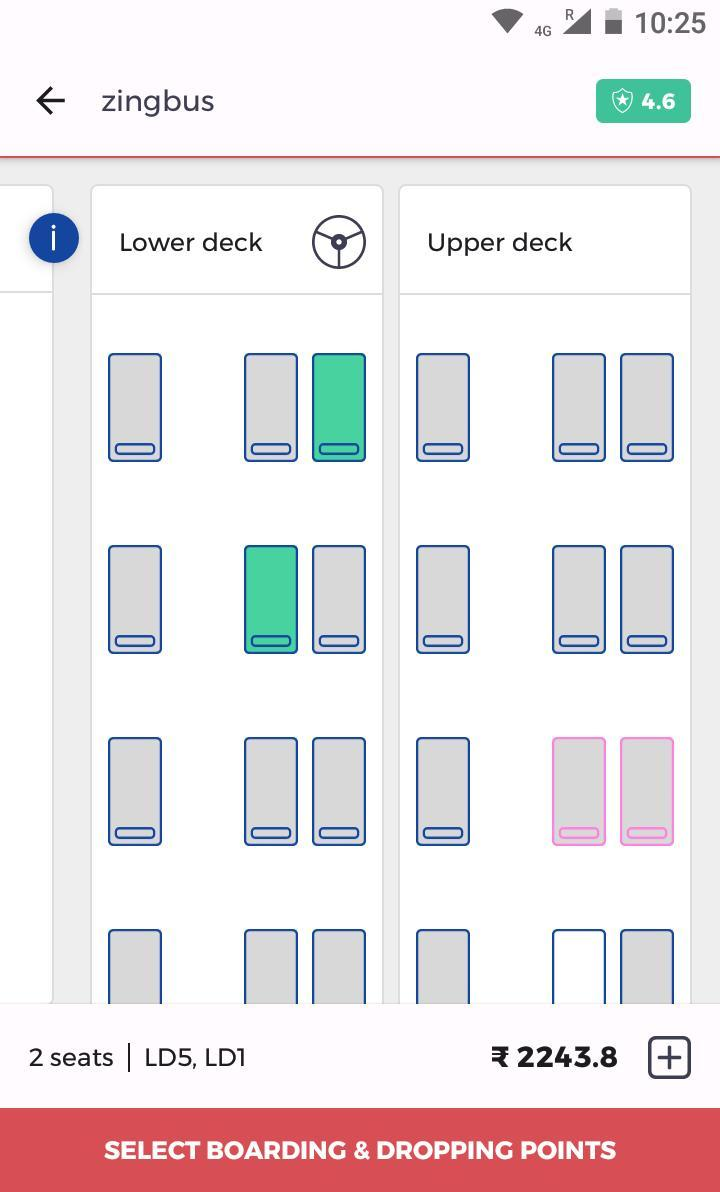 4G R 10:25
zingbus 4.6
i
Lower deck
Upper deck
2 seats | LD5, LD1
₹ 2243.8
SELECT BOARDING & DROPPING POINTS